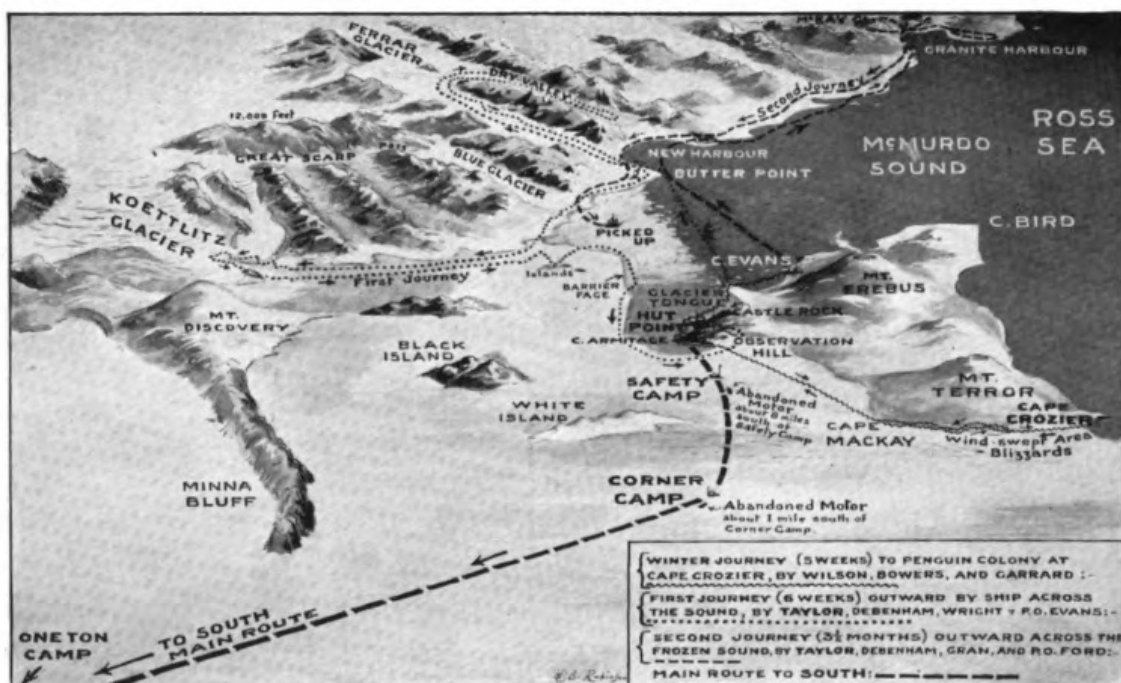 McKAY GL.
GRANITE HARBOUR
FERRAR
GLACIER
DRY VALLEY
Second Journey
ROSS
SEA
McMURDO
SOUND
12,000 feet
GREAT SCARP
PASS
BLUE GLACIER
NEW HARBOUR
BUTTER POINT
KOETTLITZ
GLACIER
PICKED
UP
C. BIRD
C. EVANS
MT.
EREBUS
First Journey
Islands
BARRIER
FACE
GLACIER
TONGUE
HUT
POINT
CASTLE ROCK
C. ARMITAGE
OBSERVATION
HILL
MT.
DISCOVERY
BLACK
ISLAND
SAFETY
CAMP
Abandoned
Motor
about 8 miles
south of
Safety Camp
MT.
TERROR
CAPE
CROZIER
CAPE
MACKAY
Wind-swept Area
Blizzards
WHITE
ISLAND
MINNA
BLUFF
CORNER
CAMP
Abandoned Motor
about 1 mile south of
Corner Camp.
ONE TON
CAMP
TO SOUTH
MAIN ROUTE
WINTER JOURNEY (5 WEEKS) TO PENGUIN COLONY AT
CAPE CROZIER, BY WILSON, BOWERS, AND GARRARD :-
FIRST JOURNEY (6 WEEKS) OUTWARD BY SHIP ACROSS
THE SOUND, BY TAYLOR, DEBENHAM, WRIGHT & P.O. EVANS:-
SECOND JOURNEY (3½ MONTHS) OUTWARD ACROSS THE
FROZEN SOUND, BY TAYLOR, DEBENHAM, GRAN, AND P.O. FORD:-
MAIN ROUTE TO SOUTH: